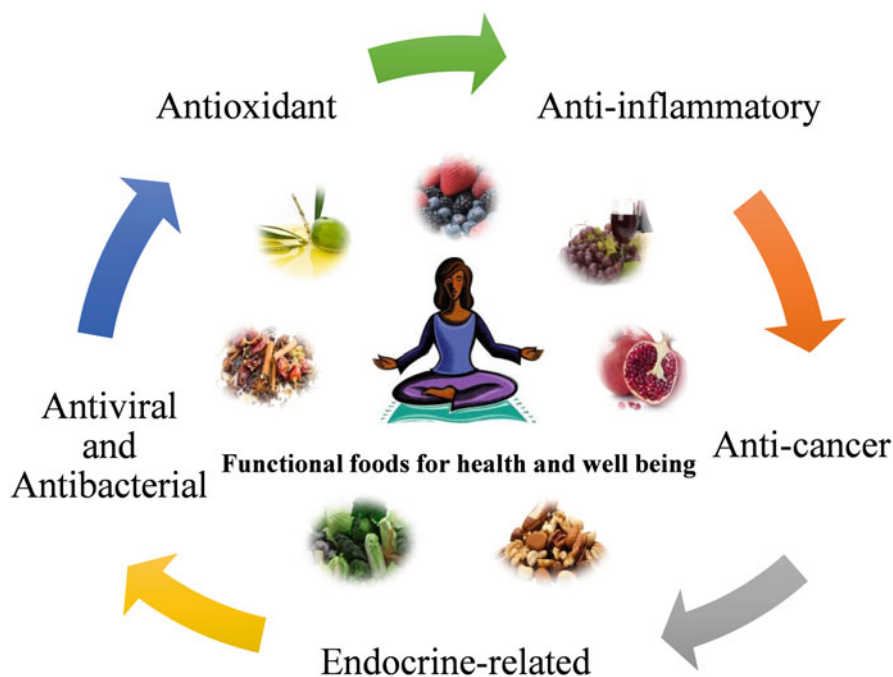 Antioxidant
Anti-inflammatory
Anti-cancer
Endocrine-related
Antiviral
and
Antibacterial
Functional foods for health and well being